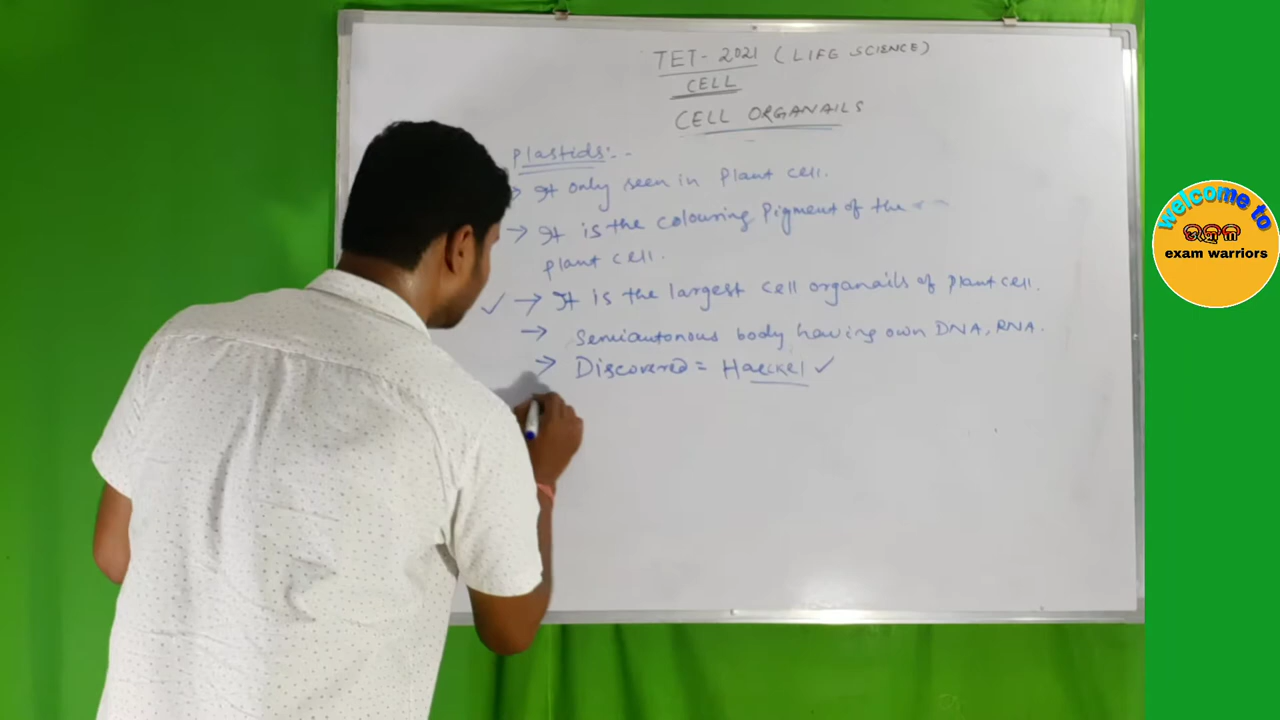 TET-2021 (LIFE SCIENCE)
CELL
CELL ORGANAILS
Plastids:-
→ It only seen in Plant cell.
→ It is the colouring Pigment of the
plant cell.
✓ → It is the largest cell organails of plant cell.
→ Semiautonous body having own DNA, RNA.
→ Discovered = Haeckel ✓
welcome to
exam warriors